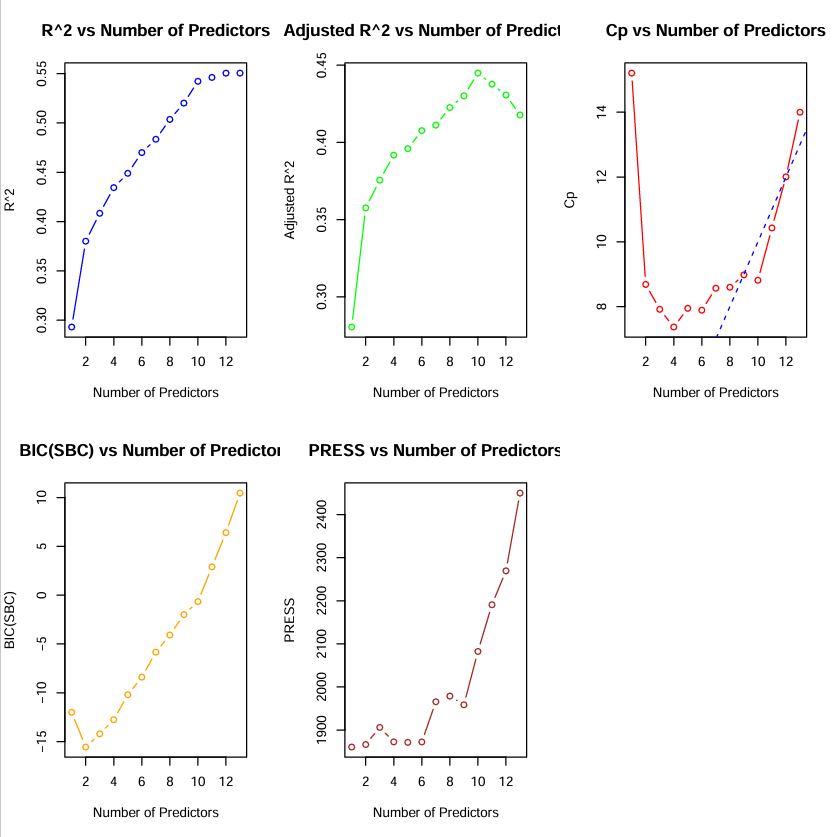 R^2 vs Number of Predictors
R^2
0.30 0.35 0.40 0.45 0.50 0.55
2 4 6 8 10 12
Number of Predictors
Adjusted R^2 vs Number of Predict
Adjusted R^2
0.30 0.35 0.40 0.45
2 4 6 8 10 12
Number of Predictors
Cp vs Number of Predictors
Cp
8 10 12 14
2 4 6 8 10 12
Number of Predictors
BIC(SBC) vs Number of Predictor
BIC(SBC)
−15 −10 −5 0 5 10
2 4 6 8 10 12
Number of Predictors
PRESS vs Number of Predictors
PRESS
1900 2000 2100 2200 2300 2400
2 4 6 8 10 12
Number of Predictors